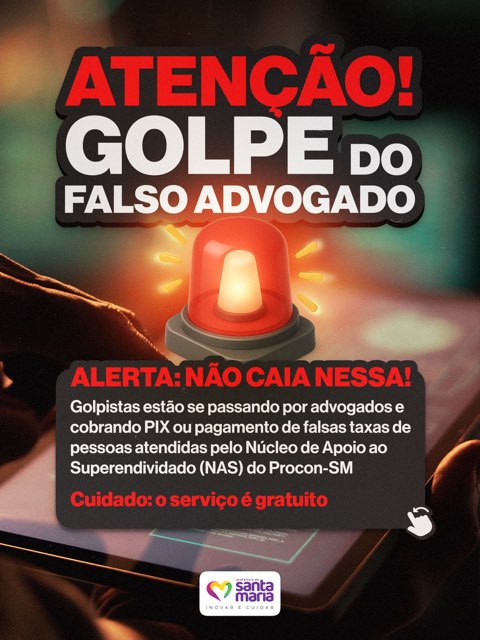 ATENÇÃO!
GOLPE DO
FALSO ADVOGADO
ALERTA: NÃO CAIA NESSA!
Golpistas estão se passando por advogados e
cobrando PIX ou pagamento de falsas taxas de
pessoas atendidas pelo Núcleo de Apoio ao
Superendividado (NAS) do Procon-SM
Cuidado: o serviço é gratuito
prefeitura de
santa
maria
INOVAR E CUIDAR